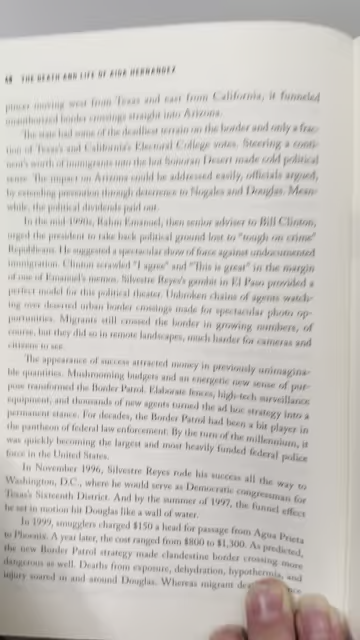 48 THE DEATH AND LIFE OF AIDA HERNANDEZ
pincer moving west from Texas and east from California, it funneled
unauthorized border crossings straight into Arizona.
The state had some of the deadliest terrain on the border and only a frac-
tion of Texas's and California's Electoral College votes. Steering a conti-
nent's worth of immigrants into the hot Sonoran Desert made cold political
sense. The impact on Arizona could be addressed easily, officials argued,
by extending prevention through deterrence to Nogales and Douglas. Mean-
while, the political dividends paid out.
In the mid-1990s, Rahm Emanuel, then senior adviser to Bill Clinton,
urged the president to take back political ground lost to "tough on crime"
Republicans. He suggested a spectacular show of force against undocumented
immigration. Clinton scrawled "I agree" and "This is great" in the margin
of one of Emanuel's memos. Silvestre Reyes's gambit in El Paso provided a
perfect model for this political theater. Unbroken chains of agents watch-
ing over deserted urban border crossings made for spectacular photo op-
portunities. Migrants still crossed the border in growing numbers, of
course, but they did so in remote landscapes, much harder for cameras and
citizens to see.
The appearance of success attracted money in previously unimagina-
ble quantities. Mushrooming budgets and an energetic new sense of pur-
pose transformed the Border Patrol. Elaborate fences, high-tech surveillance
equipment, and thousands of new agents turned the ad hoc strategy into a
permanent stance. For decades, the Border Patrol had been a bit player in
the pantheon of federal law enforcement. By the turn of the millennium, it
was quickly becoming the largest and most heavily funded federal police
force in the United States.
In November 1996, Silvestre Reyes rode his success all the way to
Washington, D.C., where he would serve as Democratic congressman for
Texas's Sixteenth District. And by the summer of 1997, the funnel effect
he set in motion hit Douglas like a wall of water.
In 1999, smugglers charged $150 a head for passage from Agua Prieta
to Phoenix. A year later, the cost ranged from $800 to $1,300. As predicted,
the new Border Patrol strategy made clandestine border crossing more
dangerous as well. Deaths from exposure, dehydration, hypothermia, and
injury soared in and around Douglas. Whereas migrant